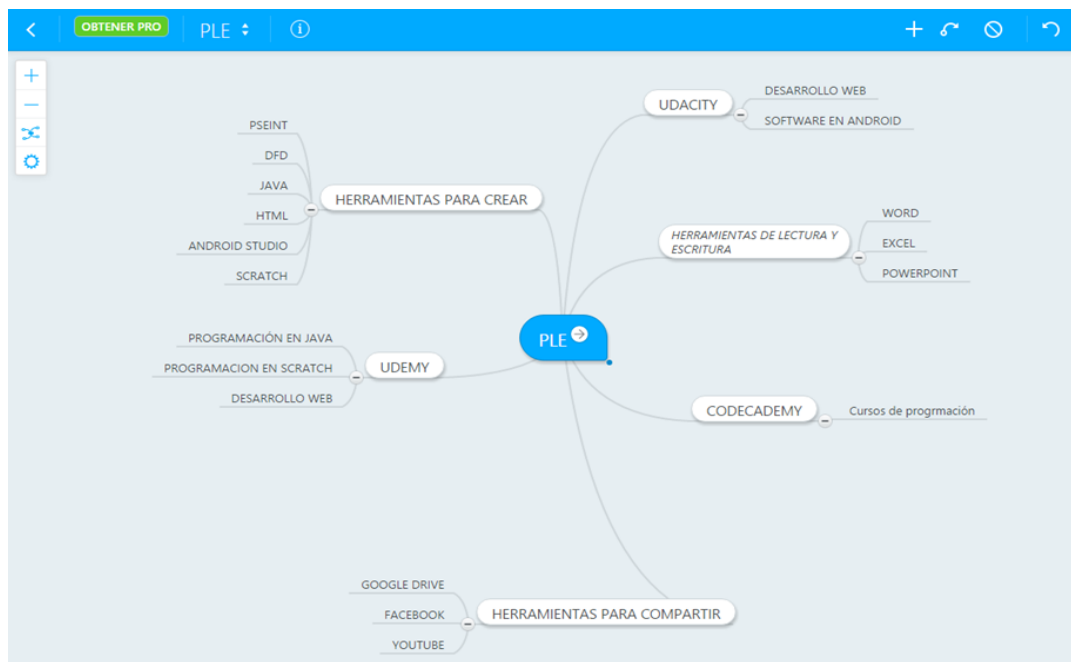 OBTENER PRO
PLE
UDACITY
DESARROLLO WEB
SOFTWARE EN ANDROID
PSEINT
DFD
JAVA
HTML
ANDROID STUDIO
SCRATCH
HERRAMIENTAS PARA CREAR
HERRAMIENTAS DE LECTURA Y
ESCRITURA
WORD
EXCEL
POWERPOINT
PLE
PROGRAMACIÓN EN JAVA
PROGRAMACION EN SCRATCH
DESARROLLO WEB
UDEMY
CODECADEMY
Cursos de progrmación
GOOGLE DRIVE
FACEBOOK
YOUTUBE
HERRAMIENTAS PARA COMPARTIR